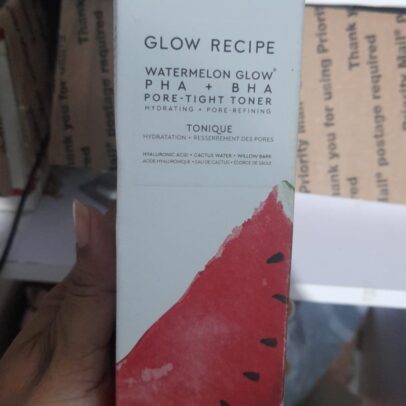 GLOW RECIPE
WATERMELON GLOW®
PHA + BHA
PORE-TIGHT TONER
HYDRATING + PORE-REFINING
TONIQUE
HYDRATATION + RESSERREMENT DES PORES
HYALURONIC ACID • CACTUS WATER • WILLOW BARK
ACIDE HYALURONIQUE • EAU DE CACTUS • ÉCORCE DE SAULE
Thank you for using Priority
Mail® postage required
Thank
Priority Mail®